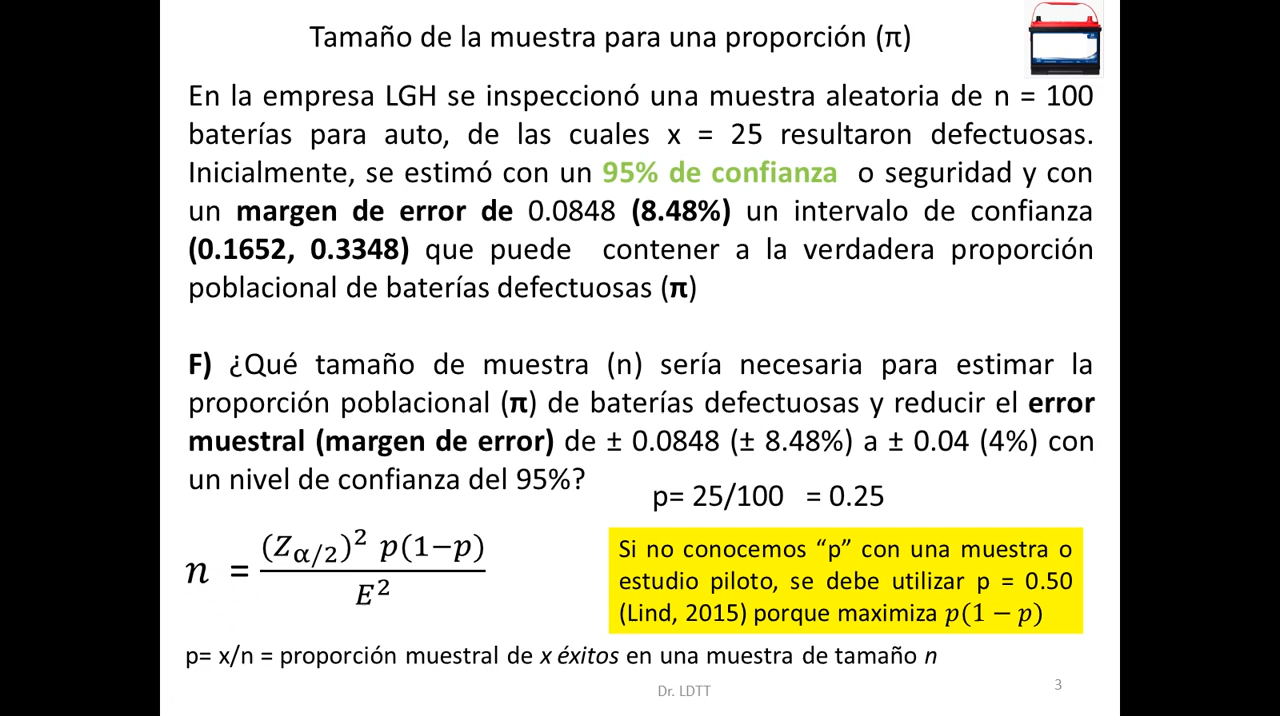 Tamaño de la muestra para una proporción (π)
En la empresa LGH se inspeccionó una muestra aleatoria de n = 100
baterías para auto, de las cuales x = 25 resultaron defectuosas.
Inicialmente, se estimó con un 95% de confianza o seguridad y con
un margen de error de 0.0848 (8.48%) un intervalo de confianza
(0.1652, 0.3348) que puede contener a la verdadera proporción
poblacional de baterías defectuosas (π)
F) ¿Qué tamaño de muestra (n) sería necesaria para estimar la
proporción poblacional (π) de baterías defectuosas y reducir el error
muestral (margen de error) de ± 0.0848 (± 8.48%) a ± 0.04 (4%) con
un nivel de confianza del 95%?
p= 25/100 = 0.25
n = (Zα/2)² p(1−p) / E²
Si no conocemos “p” con una muestra o
estudio piloto, se debe utilizar p = 0.50
(Lind, 2015) porque maximiza p(1 − p)
p= x/n = proporción muestral de x éxitos en una muestra de tamaño n
Dr. LDTT
3